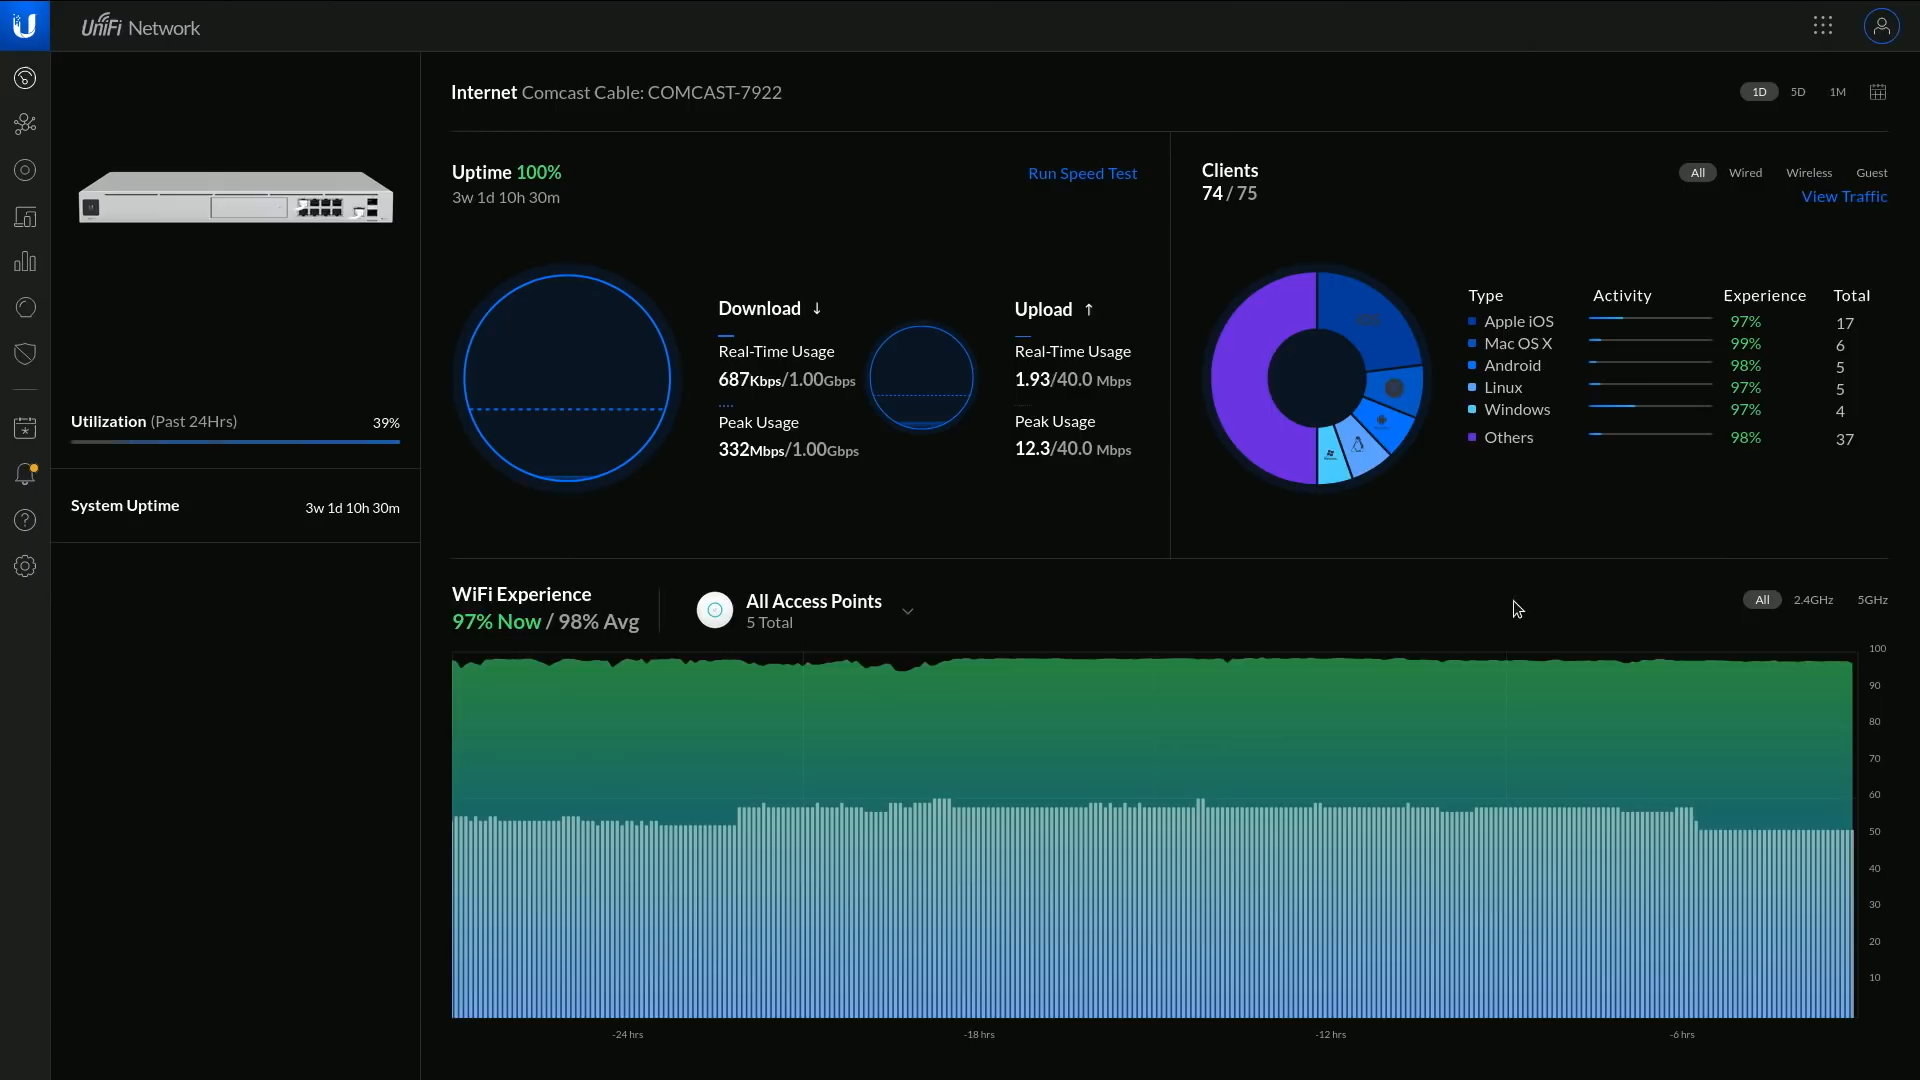 UniFi Network
Internet Comcast Cable: COMCAST-7922
1D 5D 1M
Uptime 100%
3w 1d 10h 30m
Run Speed Test
Clients
74 / 75
All Wired Wireless Guest
View Traffic
Download ↓
Real-Time Usage
687Kbps/1.00Gbps
Peak Usage
332Mbps/1.00Gbps
Upload ↑
Real-Time Usage
1.93/40.0 Mbps
Peak Usage
12.3/40.0 Mbps
Type Activity Experience Total
Apple iOS 97% 17
Mac OS X 99% 6
Android 98% 5
Linux 97% 5
Windows 97% 4
Others 98% 37
Utilization (Past 24Hrs) 39%
System Uptime 3w 1d 10h 30m
WiFi Experience
97% Now / 98% Avg
All Access Points
5 Total
All 2.4GHz 5GHz
100
90
80
70
60
50
40
30
20
10
-24 hrs -18 hrs -12 hrs -6 hrs